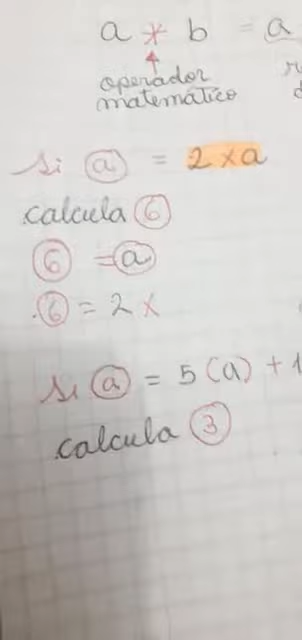 a * b = a
operador
matemático
si ⓐ = 2 x a
calcula ⑥
⑥ = ⓐ
⑥ = 2 x
si ⓐ = 5 (a) + 1
calcula ③